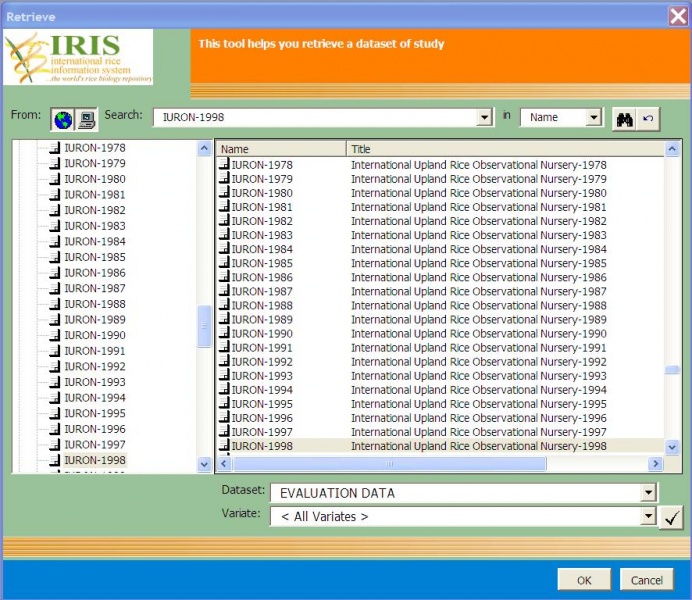 Retrieve
IRIS
international rice
information system
...the world's rice biology repository
This tool helps you retrieve a dataset of study
From:
Search:
IURON-1998
in
Name
IURON-1978
IURON-1979
IURON-1980
IURON-1981
IURON-1982
IURON-1983
IURON-1984
IURON-1985
IURON-1986
IURON-1987
IURON-1988
IURON-1989
IURON-1990
IURON-1991
IURON-1992
IURON-1993
IURON-1994
IURON-1995
IURON-1996
IURON-1997
IURON-1998
Name Title
IURON-1978 International Upland Rice Observational Nursery-1978
IURON-1979 International Upland Rice Observational Nursery-1979
IURON-1980 International Upland Rice Observational Nursery-1980
IURON-1981 International Upland Rice Observational Nursery-1981
IURON-1982 International Upland Rice Observational Nursery-1982
IURON-1983 International Upland Rice Observational Nursery-1983
IURON-1984 International Upland Rice Observational Nursery-1984
IURON-1985 International Upland Rice Observational Nursery-1985
IURON-1986 International Upland Rice Observational Nursery-1986
IURON-1987 International Upland Rice Observational Nursery-1987
IURON-1988 International Upland Rice Observational Nursery-1988
IURON-1989 International Upland Rice Observational Nursery-1989
IURON-1990 International Upland Rice Observational Nursery-1990
IURON-1991 International Upland Rice Observational Nursery-1991
IURON-1992 International Upland Rice Observational Nursery-1992
IURON-1993 International Upland Rice Observational Nursery-1993
IURON-1994 International Upland Rice Observational Nursery-1994
IURON-1995 International Upland Rice Observational Nursery-1995
IURON-1996 International Upland Rice Observational Nursery-1996
IURON-1997 International Upland Rice Observational Nursery-1997
IURON-1998 International Upland Rice Observational Nursery-1998
Dataset: EVALUATION DATA
Variate: < All Variates >
OK Cancel